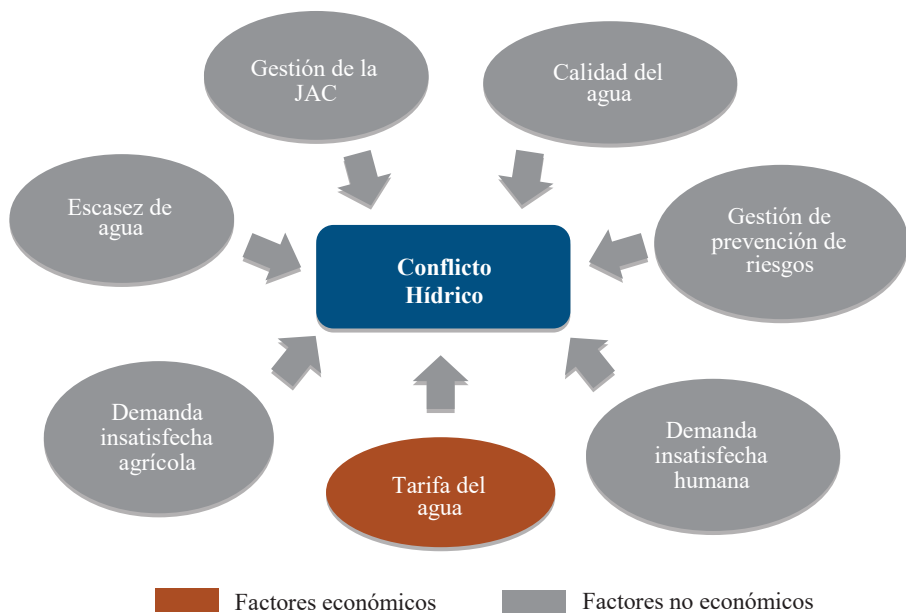 Gestión de la
JAC
Calidad del
agua
Escasez de
agua
Gestión de
prevención de
riesgos
Conflicto
Hídrico
Demanda
insatisfecha
agrícola
Tarifa del
agua
Demanda
insatisfecha
humana
Factores económicos
Factores no económicos